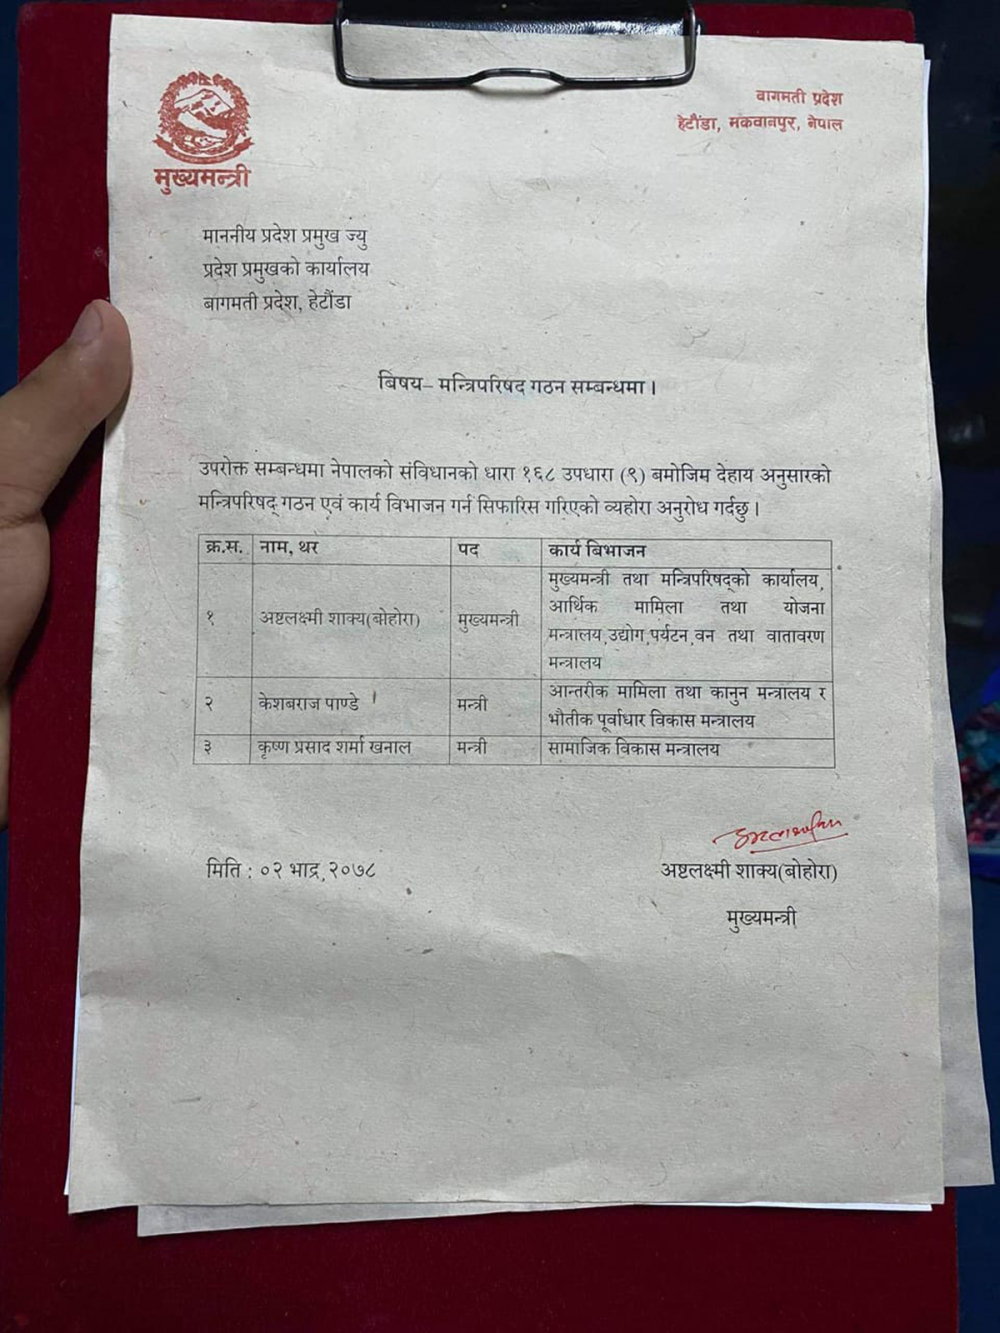 बागमती प्रदेश
हेटौंडा, मकवानपुर, नेपाल
मुख्यमन्त्री
माननीय प्रदेश प्रमुख ज्यु
प्रदेश प्रमुखको कार्यालय
बागमती प्रदेश, हेटौंडा
बिषय– मन्त्रिपरिषद गठन सम्बन्धमा ।
उपरोक्त सम्बन्धमा नेपालको संविधानको धारा १६८ उपधारा (९) बमोजिम देहाय अनुसारको
मन्त्रिपरिषद् गठन एवं कार्य विभाजन गर्न सिफारिस गरिएको व्यहोरा अनुरोध गर्दछु ।
क्र.स. नाम, थर पद कार्य बिभाजन
१ अष्टलक्ष्मी शाक्य(बोहोरा) मुख्यमन्त्री मुख्यमन्त्री तथा मन्त्रिपरिषद्को कार्यालय,
आर्थिक मामिला तथा योजना
मन्त्रालय,उद्योग,पर्यटन,वन तथा वातावरण
मन्त्रालय
२ केशबराज पाण्डे मन्त्री आन्तरीक मामिला तथा कानुन मन्त्रालय र
भौतीक पूर्वाधार विकास मन्त्रालय
३ कृष्ण प्रसाद शर्मा खनाल मन्त्री सामाजिक विकास मन्त्रालय
मिति : ०२ भाद्र,२०७८
अष्टलक्ष्मी शाक्य(बोहोरा)
मुख्यमन्त्री